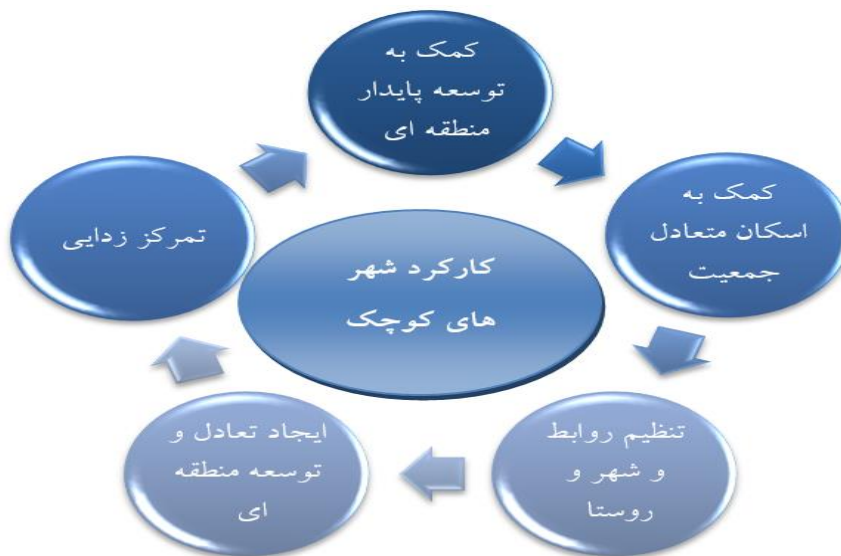 کمک به
توسعه پایدار
منطقه ای
کمک به
اسکان متعادل
جمعیت
تنظیم روابط
و شهر و
روستا
ایجاد تعادل و
توسعه منطقه
ای
تمرکز زدایی
کارکرد شهر
های کوچک